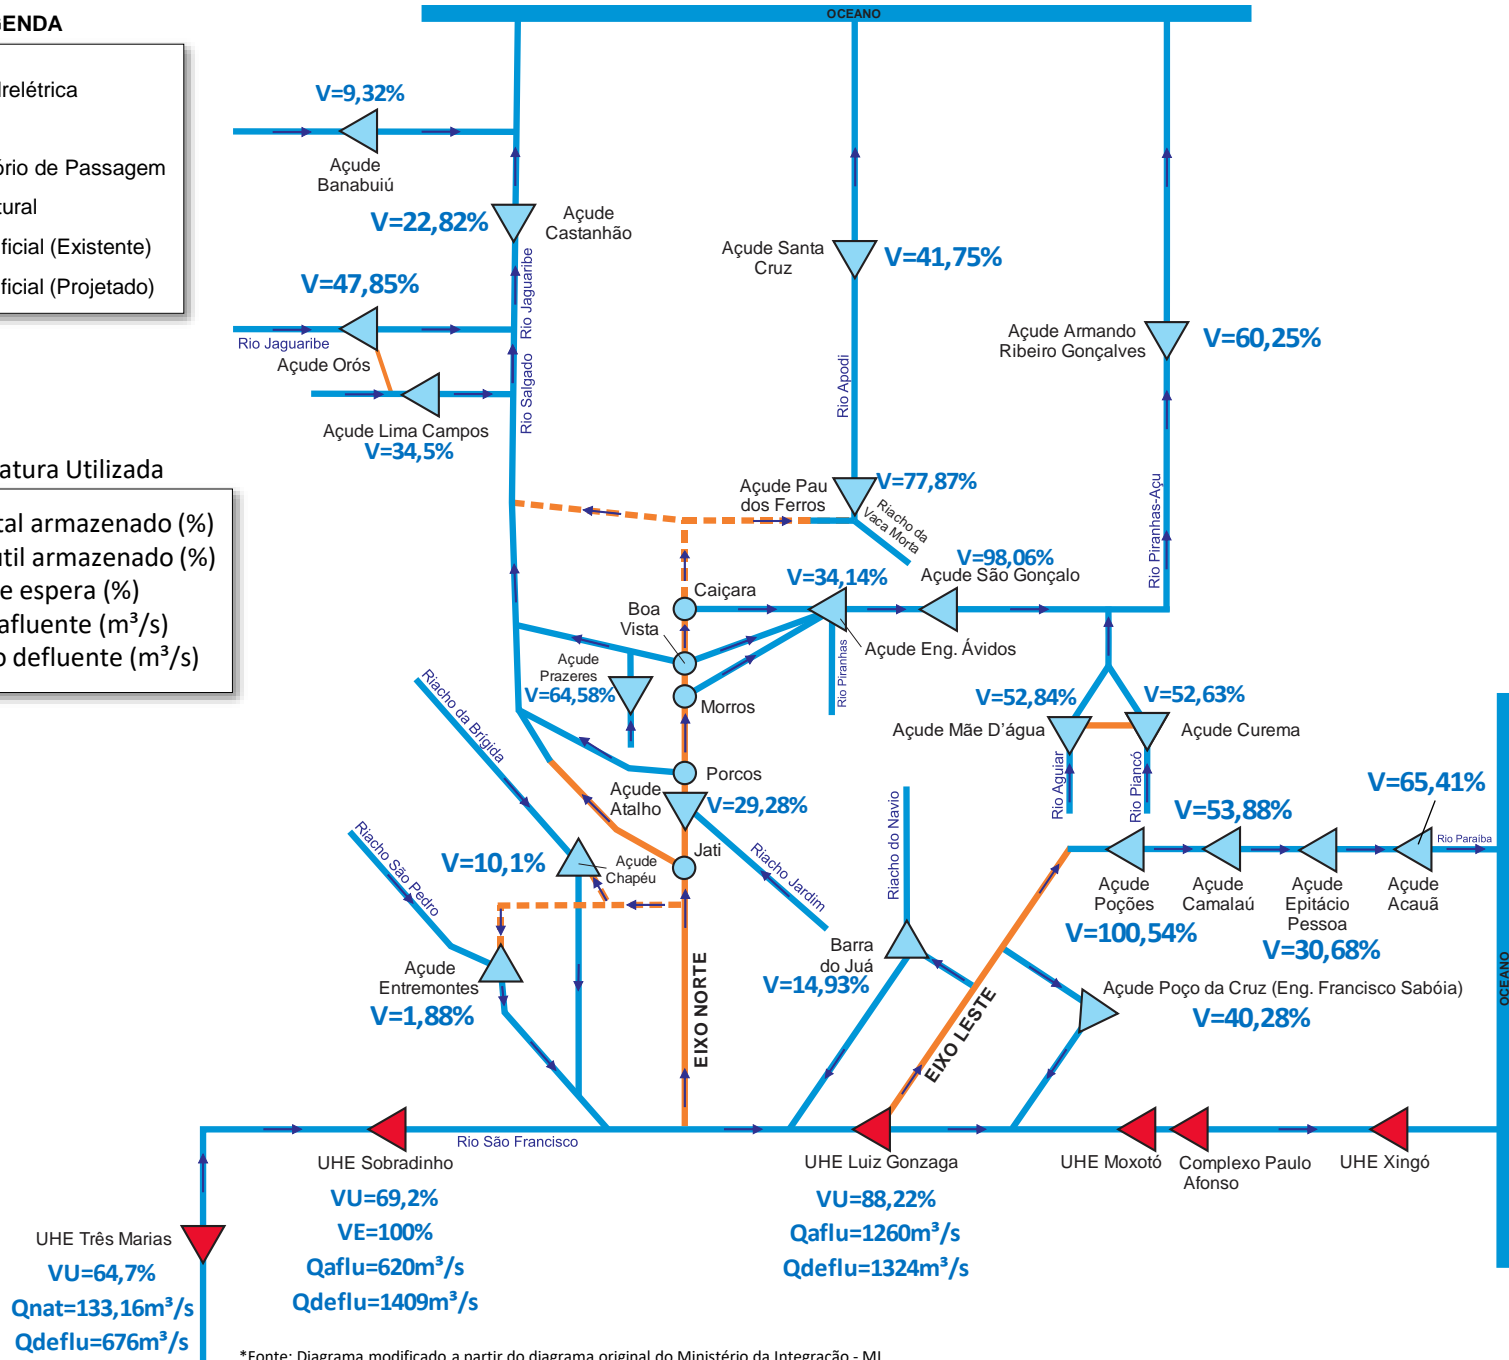 OCEANO
GENDA
drelétrica
ório de Passagem
tural
ificial (Existente)
ificial (Projetado)
V=9,32%
Açude
Banabuiú
V=22,82%
Açude
Castanhão
V=47,85%
Rio Jaguaribe
Açude Orós
Rio Jaguaribe
Rio Salgado
Açude Lima Campos
V=34,5%
Açude Santa
Cruz
V=41,75%
Rio Apodi
Açude Armando
Ribeiro Gonçalves
V=60,25%
Rio Piranhas-Açu
atura Utilizada
tal armazenado (%)
útil armazenado (%)
e espera (%)
afluente (m³/s)
o defluente (m³/s)
Açude Pau
dos Ferros
V=77,87%
Riacho da
Vaca Morta
V=98,06%
Açude São Gonçalo
V=34,14%
Caiçara
Boa
Vista
Açude Eng. Ávidos
Rio Piranhas
Açude
Prazeres
V=64,58%
Morros
Riacho da Brigida
Porcos
Açude
Atalho
V=29,28%
V=52,84%
V=52,63%
Açude Mãe D'água
Açude Curema
Rio Aguiar
Rio Piancó
V=65,41%
V=53,88%
Rio Paraiba
Riacho do Navio
Jati
V=10,1%
Açude
Chapéu
Riacho Jardim
Riacho São Pedro
Açude
Poções
V=100,54%
Açude
Camalaú
Açude
Epitácio
Pessoa
V=30,68%
Açude
Acauã
Barra
do Juá
V=14,93%
Açude
Entremontes
V=1,88%
EIXO NORTE
EIXO LESTE
Açude Poço da Cruz (Eng. Francisco Sabóia)
V=40,28%
OCEANO
Rio São Francisco
UHE Sobradinho
VU=69,2%
VE=100%
Qaflu=620m³/s
Qdeflu=1409m³/s
UHE Luiz Gonzaga
VU=88,22%
Qaflu=1260m³/s
Qdeflu=1324m³/s
UHE Moxotó
Complexo Paulo
Afonso
UHE Xingó
UHE Três Marias
VU=64,7%
Qnat=133,16m³/s
Qdeflu=676m³/s
*Fonte: Diagrama modificado a partir do diagrama original do Ministério da Integração - MI